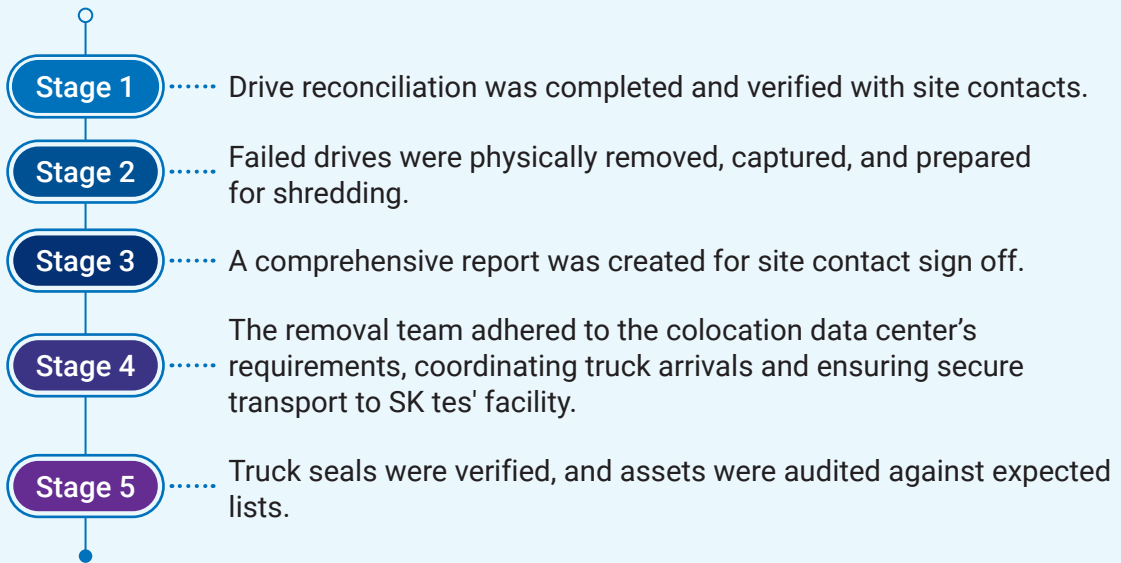 Stage 1
Drive reconciliation was completed and verified with site contacts.
Stage 2
Failed drives were physically removed, captured, and prepared
for shredding.
Stage 3
A comprehensive report was created for site contact sign off.
Stage 4
The removal team adhered to the colocation data center’s
requirements, coordinating truck arrivals and ensuring secure
transport to SK tes' facility.
Stage 5
Truck seals were verified, and assets were audited against expected
lists.